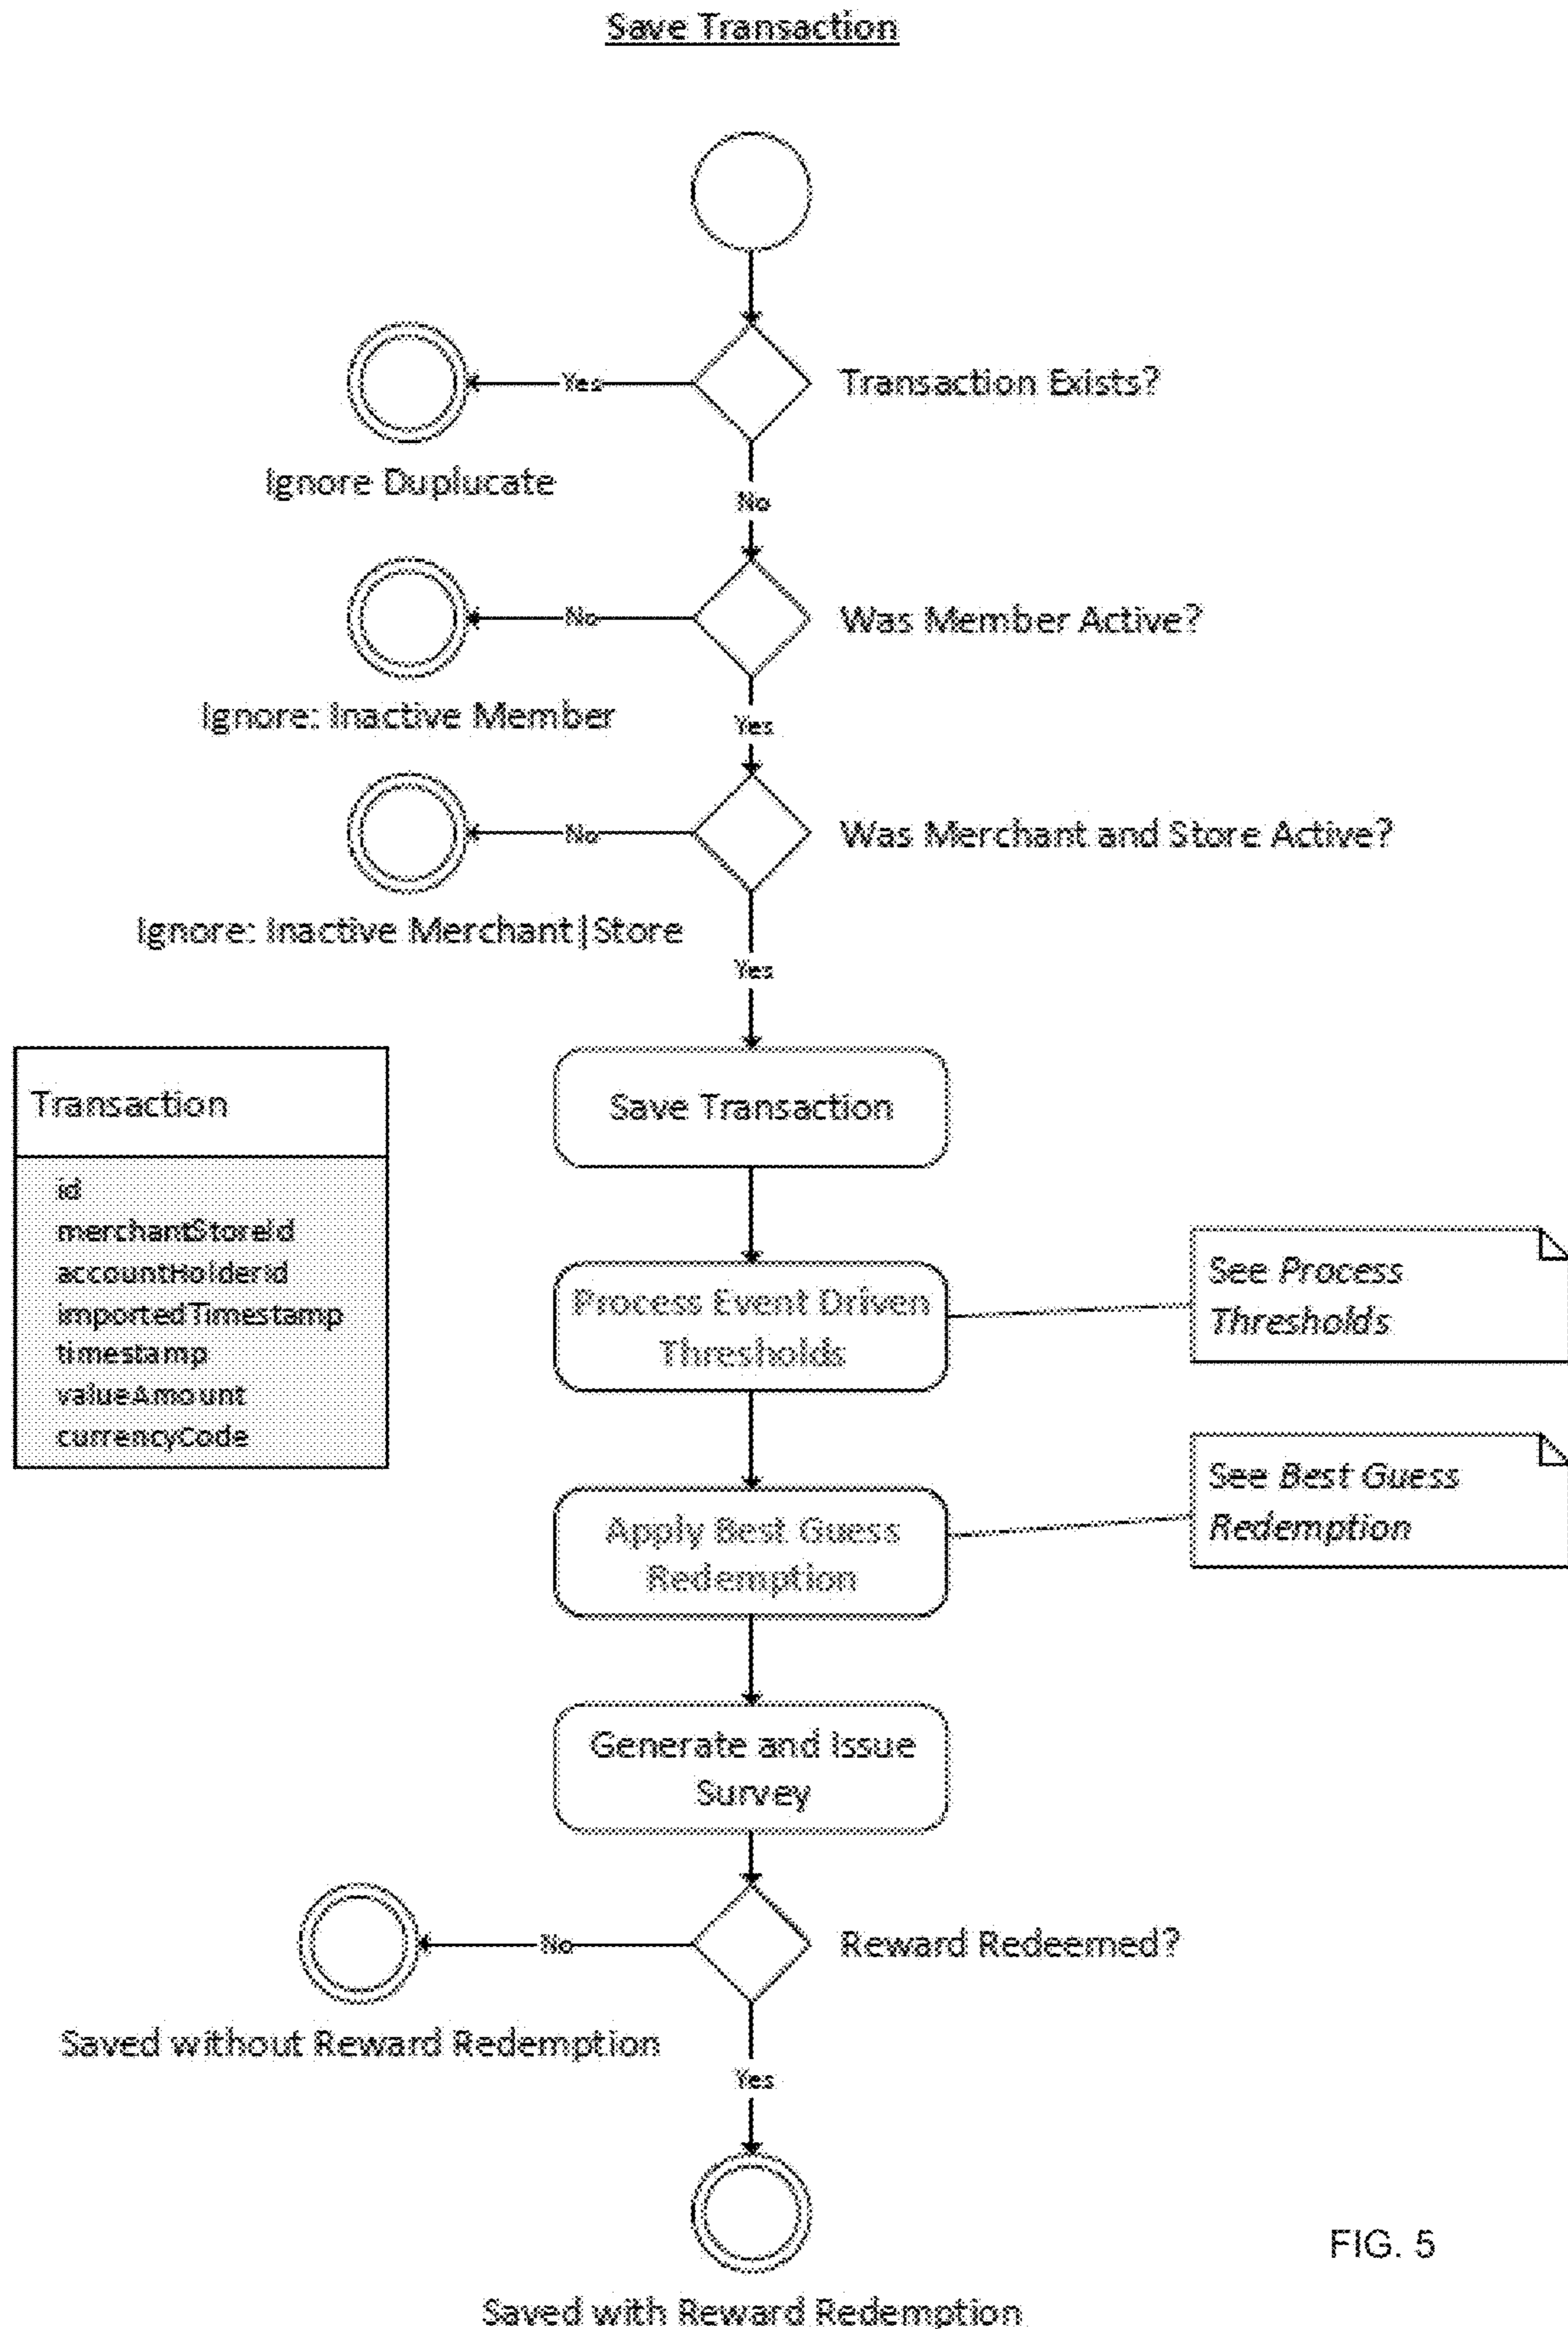 Save Transaction
Transaction Exists?
Yes
Ignore Duplucate
No
Was Member Active?
No
Ignore: Inactive Member
Yes
Was Merchant and Store Active?
No
Ignore: Inactive Merchant|Store
Yes
Transaction
id
merchantStoreId
accountHolderId
importedTimestamp
timestamp
valueAmount
currencyCode
Save Transaction
Process Event Driven
Thresholds
See Process
Thresholds
Apply Best Guess
Redemption
See Best Guess
Redemption
Generate and Issue
Survey
Reward Redeemed?
No
Saved without Reward Redemption
Yes
Saved with Reward Redemption
FIG. 5